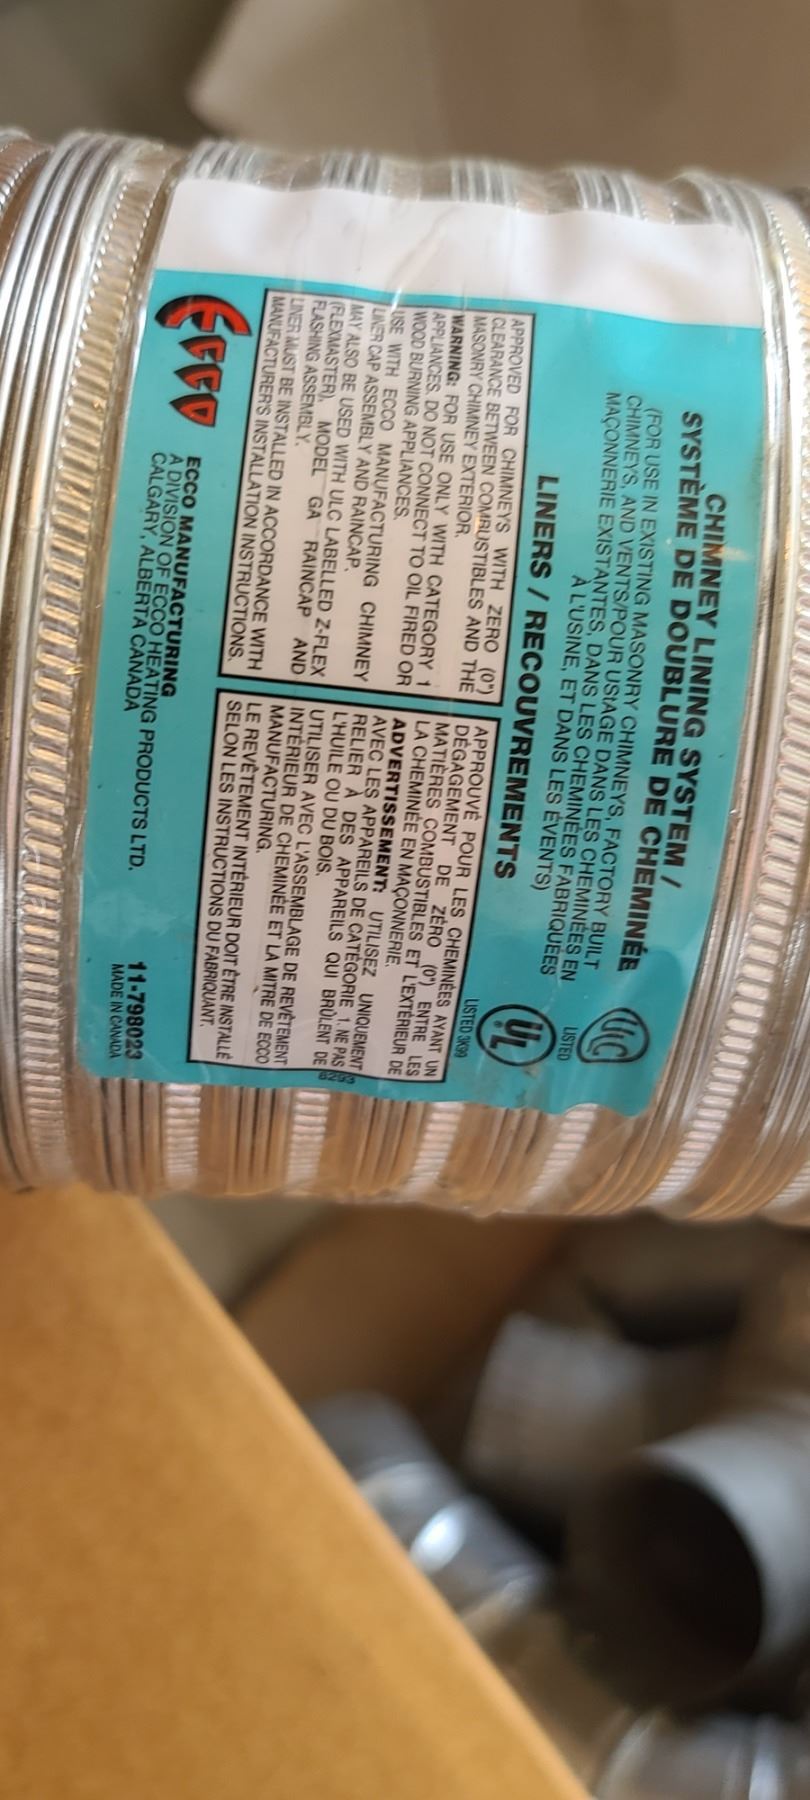 CHIMNEY LINING SYSTEM /
SYSTÈME DE DOUBLURE DE CHEMINÉE
(FOR USE IN EXISTING MASONRY CHIMNEYS, FACTORY BUILT
CHIMNEYS, AND VENTS/POUR USAGE DANS LES CHEMINÉES EN
MAÇONNERIE EXISTANTES, DANS LES CHEMINÉES FABRIQUÉES
À L'USINE, ET DANS LES ÉVENTS)
LINERS / RECOUVREMENTS
ULC
LISTED
UL
LISTED 3K99
APPROVED FOR CHIMNEYS WITH ZERO (0")
CLEARANCE BETWEEN COMBUSTIBLES AND THE
MASONRY CHIMNEY EXTERIOR.
WARNING: FOR USE ONLY WITH CATEGORY 1
APPLIANCES. DO NOT CONNECT TO OIL FIRED OR
WOOD BURNING APPLIANCES.
USE WITH ECCO MANUFACTURING CHIMNEY
LINER CAP ASSEMBLY AND RAINCAP.
MAY ALSO BE USED WITH ULC LABELLED Z-FLEX
(FLEXMASTER), MODEL GA RAINCAP AND
FLASHING ASSEMBLY.
LINER MUST BE INSTALLED IN ACCORDANCE WITH
MANUFACTURER'S INSTALLATION INSTRUCTIONS.
APPROUVÉ POUR LES CHEMINÉES AYANT UN
DÉGAGEMENT DE ZÉRO (0") ENTRE LES
MATIÈRES COMBUSTIBLES ET L'EXTÉRIEUR DE
LA CHEMINÉE EN MAÇONNERIE.
ADVERTISSEMENT: UTILISEZ UNIQUEMENT
AVEC LES APPAREILS DE CATÉGORIE 1. NE PAS
RELIER À DES APPAREILS QUI BRÛLENT DE
L'HUILE OU DU BOIS.
UTILISER AVEC L'ASSEMBLAGE DE REVÊTEMENT
INTÉRIEUR DE CHEMINÉE ET LA MITRE DE ECCO
MANUFACTURING.
LE REVÊTEMENT INTÉRIEUR DOIT ÊTRE INSTALLÉ
SELON LES INSTRUCTIONS DU FABRIQUANT.
ECCO
ECCO MANUFACTURING
A DIVISION OF ECCO HEATING PRODUCTS LTD.
CALGARY, ALBERTA CANADA
11-798023
MADE IN CANADA